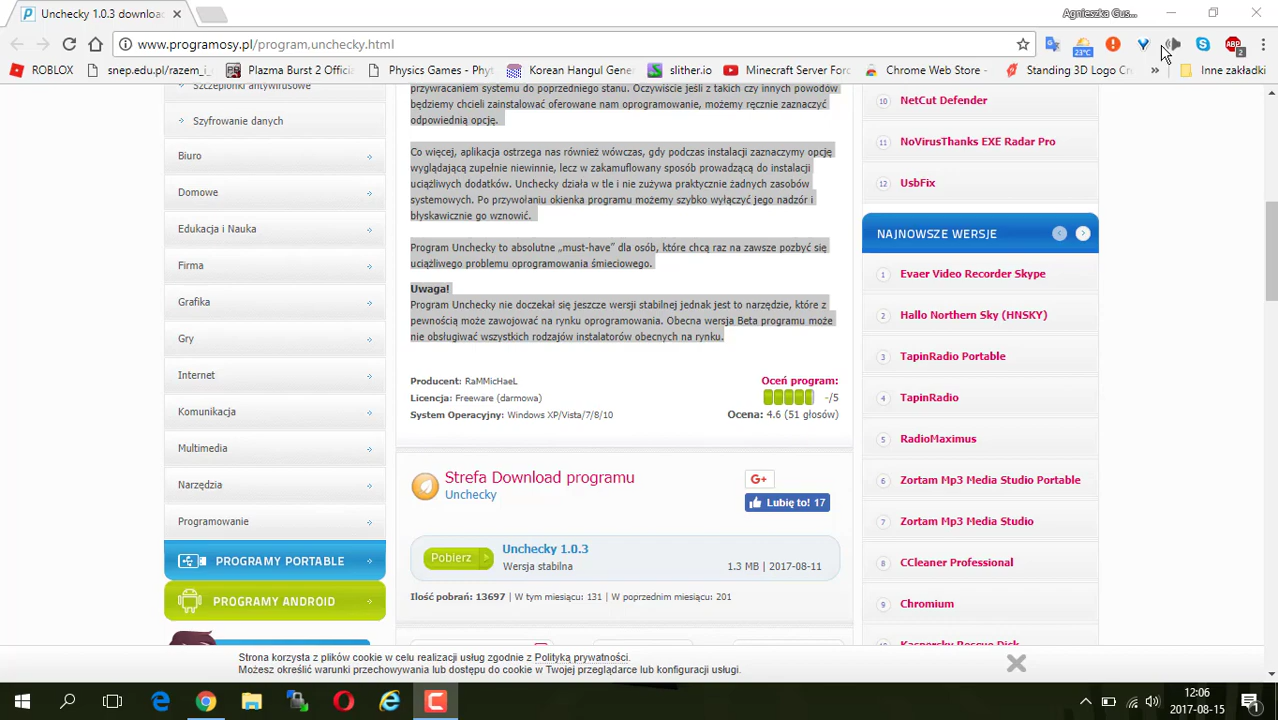 Unchecky 1.0.3 downloa
Agnieszka Gus...
www.programosy.pl/program,unchecky.html
23°C
ABP
2
ROBLOX
snep.edu.pl/razem_i_
Plazma Burst 2 Offici
Physics Games - Phy
Korean Hangul Gene
slither.io
Minecraft Server For
Chrome Web Store -
Standing 3D Logo Cr
»
Inne zakładki
Szczepionki antywirusowe
Szyfrowanie danych
Biuro
Domowe
Edukacja i Nauka
Firma
Grafika
Gry
Internet
Komunikacja
Multimedia
Narzędzia
Programowanie
PROGRAMY PORTABLE
PROGRAMY ANDROID
przywracaniem systemu do poprzedniego stanu. Oczywiście jeśli z takich czy innych powodów
będziemy chcieli zainstalować oferowane nam oprogramowanie, możemy ręcznie zaznaczyć
odpowiednią opcję.
Co więcej, aplikacja ostrzega nas również wówczas, gdy podczas instalacji zaznaczymy opcję
wyglądającą zupełnie niewinnie, lecz w zakamuflowany sposób prowadzącą do instalacji
uciążliwych dodatków. Unchecky działa w tle i nie zużywa praktycznie żadnych zasobów
systemowych. Po przywołaniu okienka programu możemy szybko wyłączyć jego nadzór i
błyskawicznie go wznowić.
Program Unchecky to absolutne „must-have” dla osób, które chcą raz na zawsze pozbyć się
uciążliwego problemu oprogramowania śmieciowego.
Uwaga!
Program Unchecky nie doczekał się jeszcze wersji stabilnej jednak jest to narzędzie, które z
pewnością może zawojować na rynku oprogramowania. Obecna wersja Beta programu może
nie obsługiwać wszystkich rodzajów instalatorów obecnych na rynku.
Producent: RaMMicHaeL
Licencja: Freeware (darmowa)
System Operacyjny: Windows XP/Vista/7/8/10
Oceń program:
-/5
Ocena: 4.6 (51 głosów)
Strefa Download programu
Unchecky
G+
Lubię to! 17
Pobierz
Unchecky 1.0.3
Wersja stabilna
1.3 MB | 2017-08-11
Ilość pobrań: 13697 | W tym miesiącu: 131 | W poprzednim miesiącu: 201
10 NetCut Defender
11 NoVirusThanks EXE Radar Pro
12 UsbFix
NAJNOWSZE WERSJE
1 Evaer Video Recorder Skype
2 Hallo Northern Sky (HNSKY)
3 TapinRadio Portable
4 TapinRadio
5 RadioMaximus
6 Zortam Mp3 Media Studio Portable
7 Zortam Mp3 Media Studio
8 CCleaner Professional
9 Chromium
Kaspersky Rescue Disk
Strona korzysta z plików cookie w celu realizacji usług zgodnie z Polityką prywatności.
Możesz określić warunki przechowywania lub dostępu do cookie w Twojej przeglądarce lub konfiguracji usługi.
12:06
2017-08-15
1